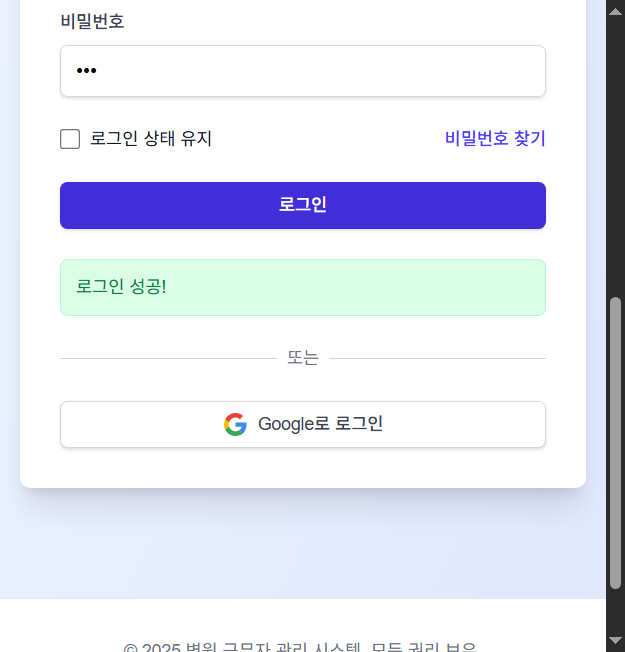 비밀번호
•••
로그인 상태 유지 비밀번호 찾기
로그인
로그인 성공!
또는
Google로 로그인
© 2025 병원 근무자 관리 시스템. 모든 권리 보유.